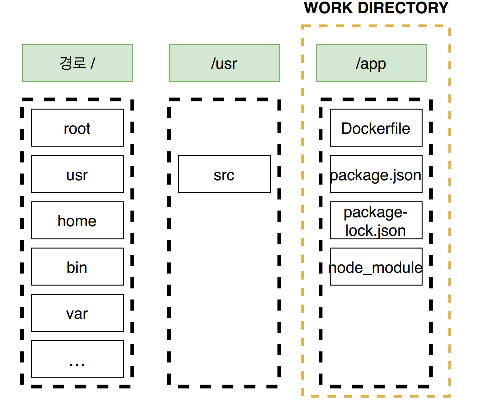 WORK DIRECTORY
경로 /
root
usr
home
bin
var
...
/usr
src
/app
Dockerfile
package.json
package-
lock.json
node_module